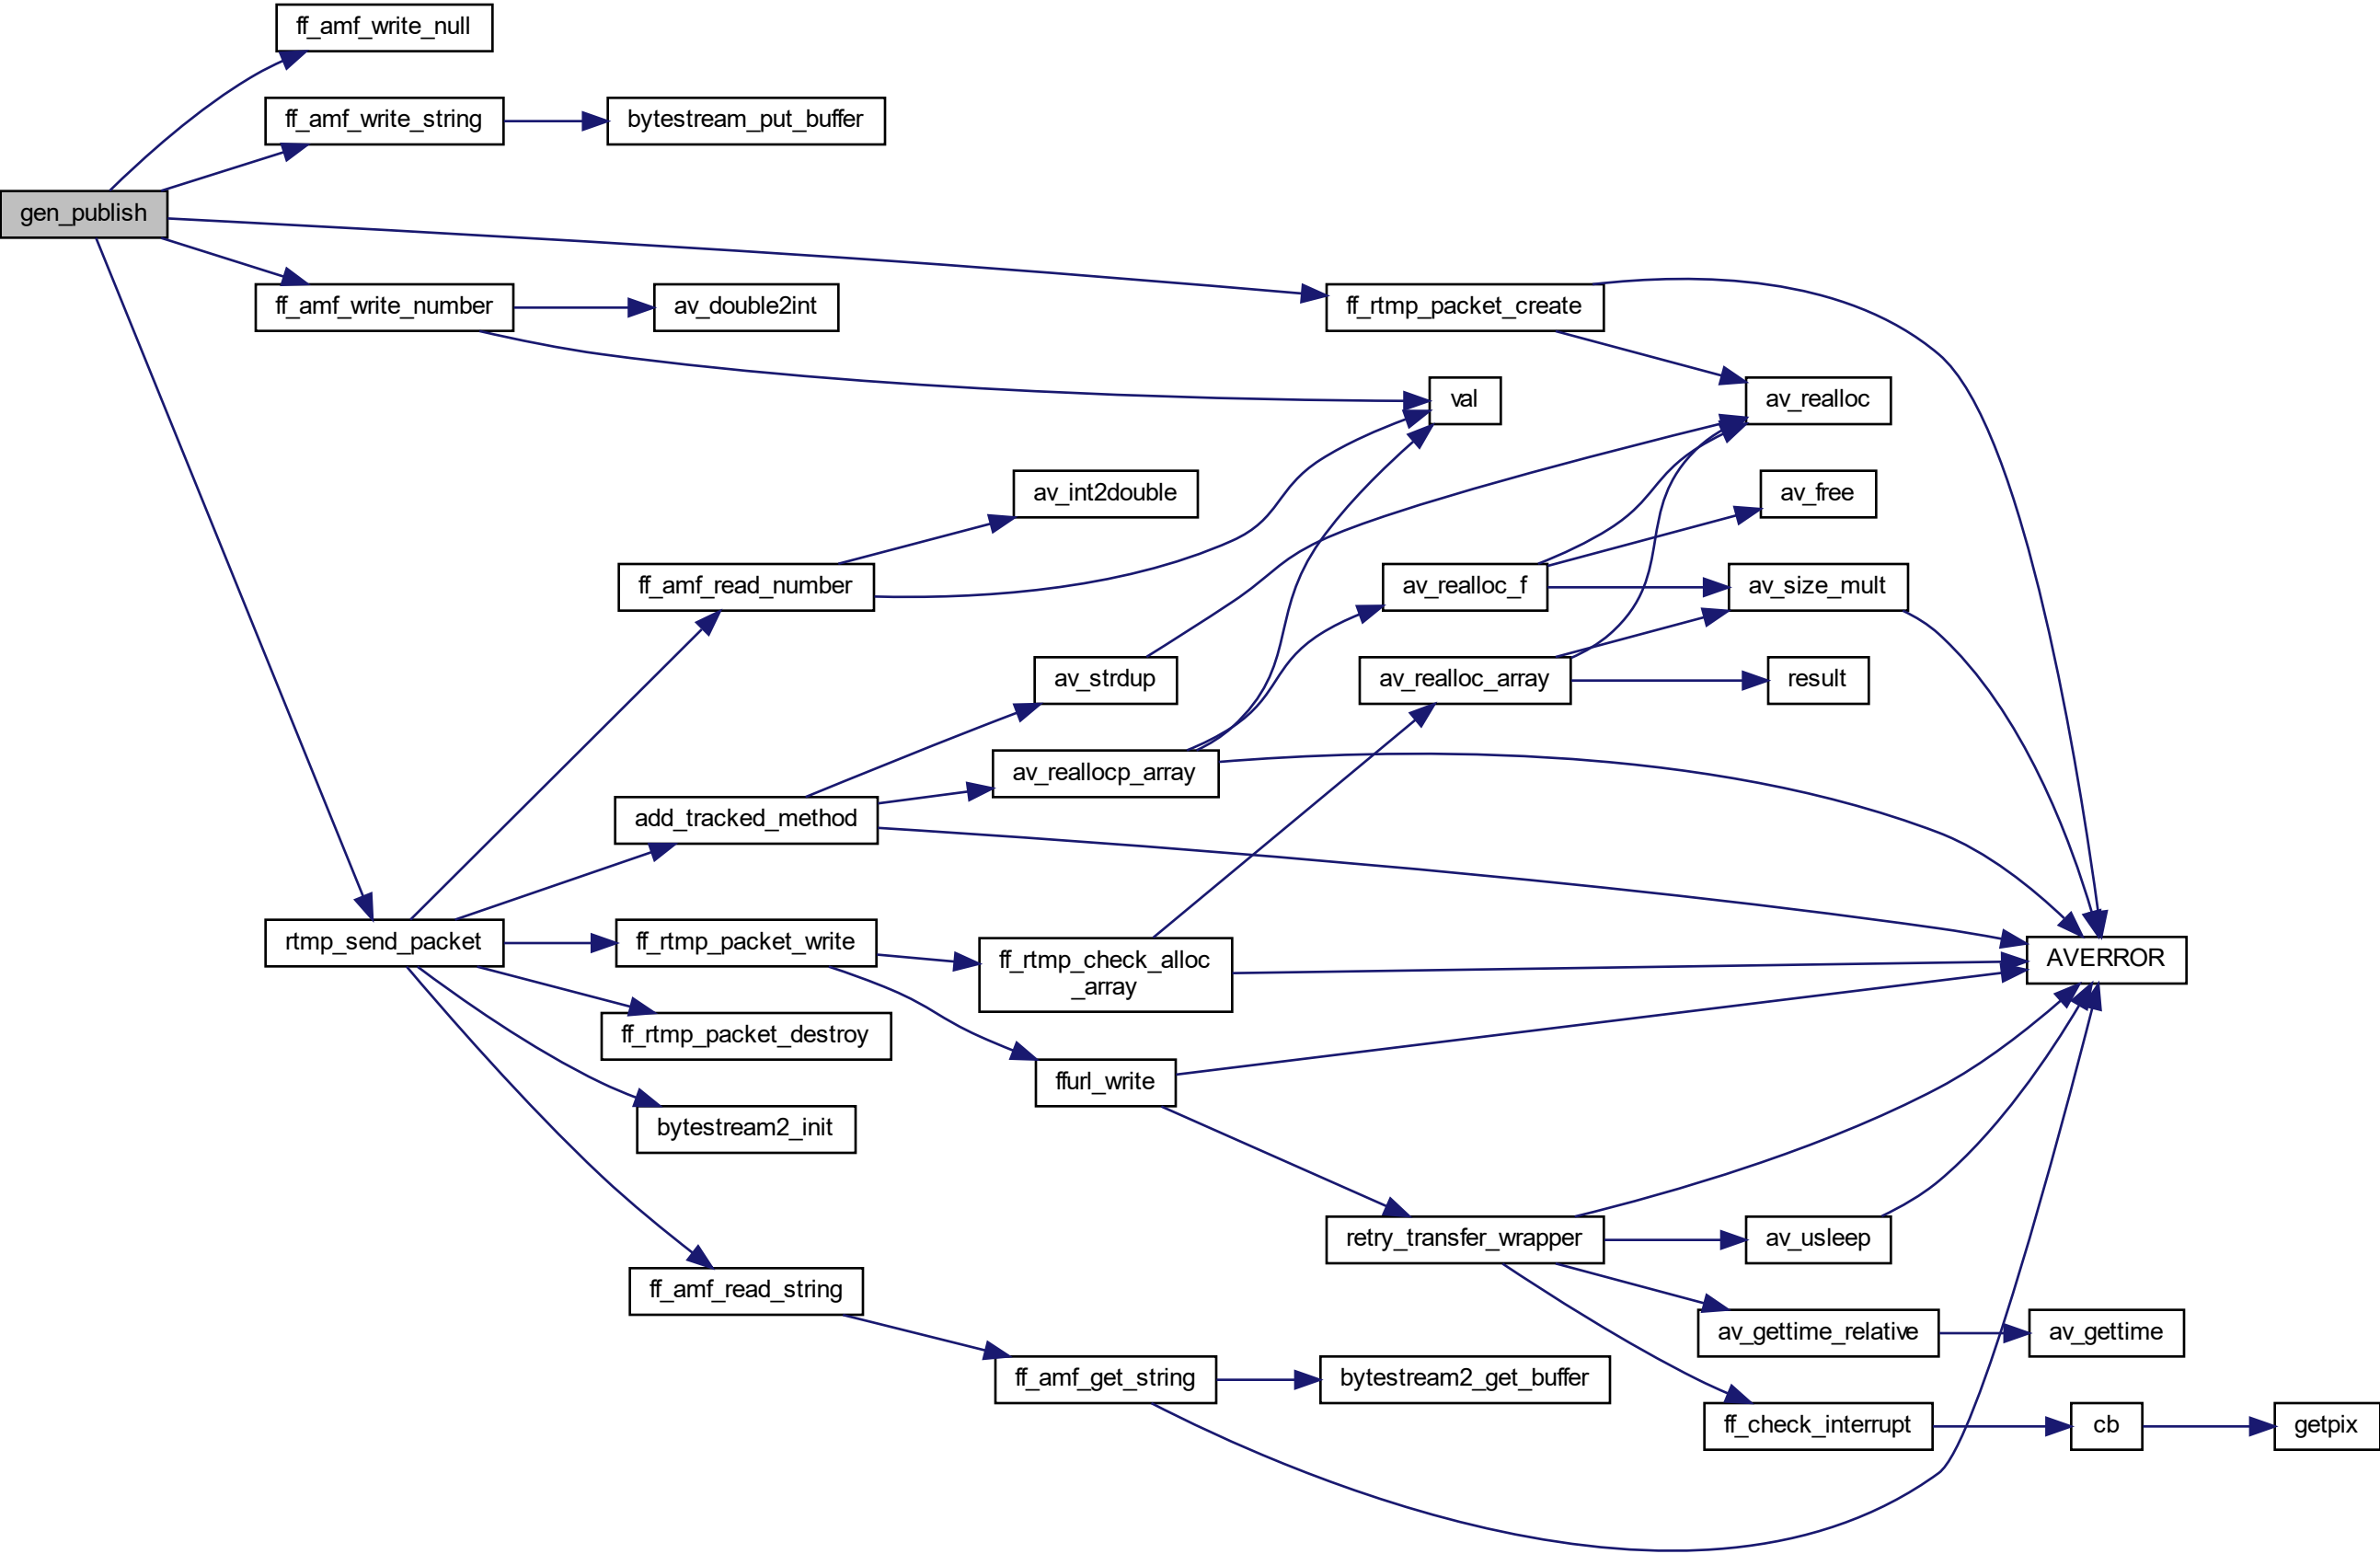 ff_amf_write_null
ff_amf_write_string
bytestream_put_buffer
gen_publish
ff_amf_write_number
av_double2int
ff_rtmp_packet_create
val
av_realloc
av_int2double
av_free
ff_amf_read_number
av_realloc_f
av_size_mult
av_strdup
av_realloc_array
result
av_reallocp_array
add_tracked_method
rtmp_send_packet
ff_rtmp_packet_write
ff_rtmp_check_alloc
_array
AVERROR
ff_rtmp_packet_destroy
ffurl_write
bytestream2_init
retry_transfer_wrapper
av_usleep
ff_amf_read_string
av_gettime_relative
av_gettime
ff_amf_get_string
bytestream2_get_buffer
ff_check_interrupt
cb
getpix